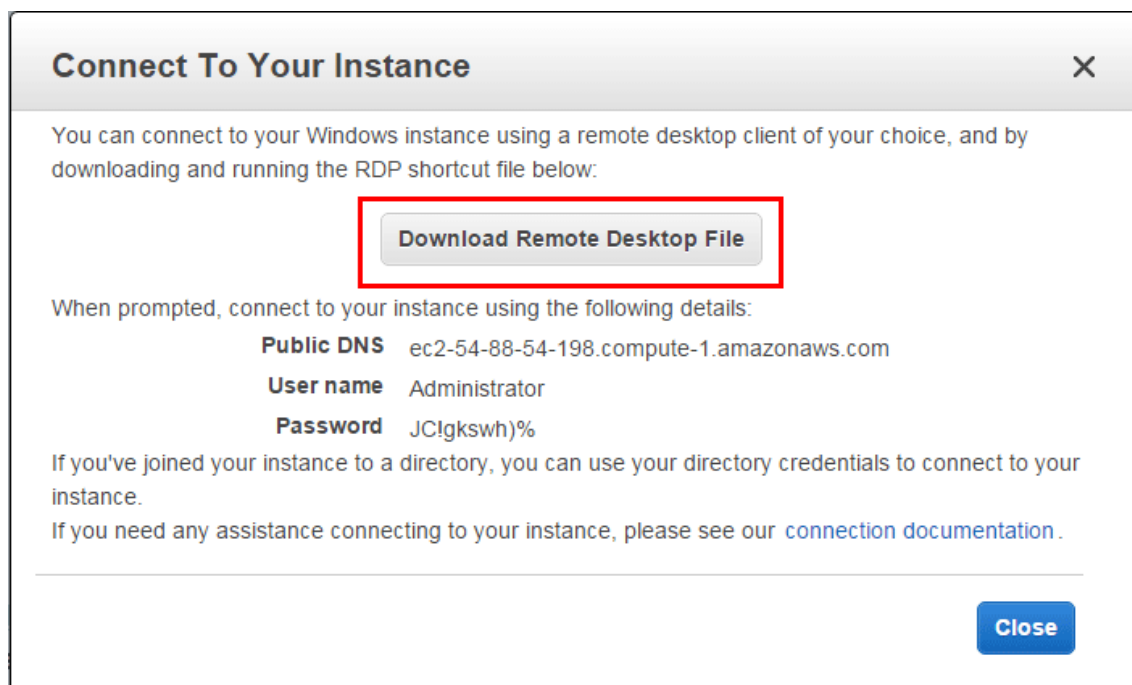 Connect To Your Instance
You can connect to your Windows instance using a remote desktop client of your choice, and by
downloading and running the RDP shortcut file below:
Download Remote Desktop File
When prompted, connect to your instance using the following details:
Public DNS ec2-54-88-54-198.compute-1.amazonaws.com
User name Administrator
Password JC!gkswh)%
If you've joined your instance to a directory, you can use your directory credentials to connect to your
instance.
If you need any assistance connecting to your instance, please see our connection documentation.
Close